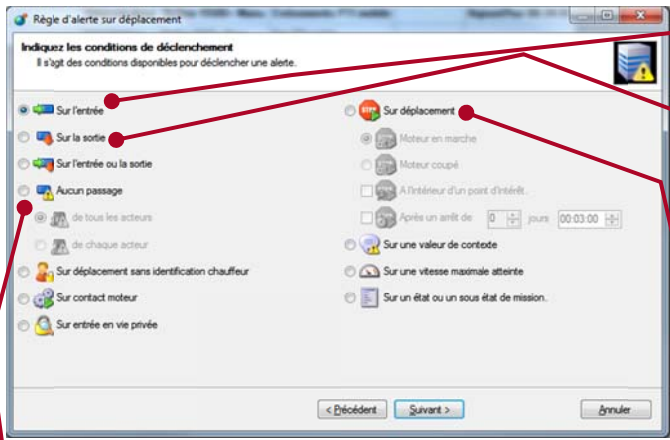 Règle d'alerte sur déplacement
Indiquez les conditions de déclenchement
Il s'agit des conditions disponibles pour déclencher une alerte.
Sur l'entrée
Sur la sortie
Sur l'entrée ou la sortie
Aucun passage
de tous les acteurs
de chaque acteur
Sur déplacement sans identification chauffeur
Sur contact moteur
Sur entrée en vie privée
Sur déplacement
Moteur en marche
Moteur coupé
A l'intérieur d'un point d'intérêt.
Après un arrêt de 0 jours 00:03:00
Sur une valeur de contexte
Sur une vitesse maximale atteinte
Sur un état ou un sous état de mission.
< Précédent Suivant > Annuler